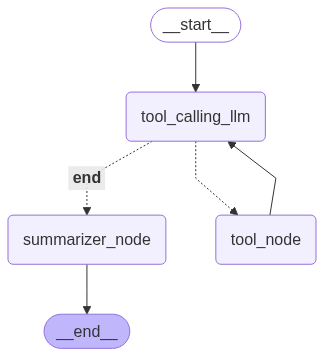 __start__
tool_calling_llm
end
summarizer_node
tool_node
__end__